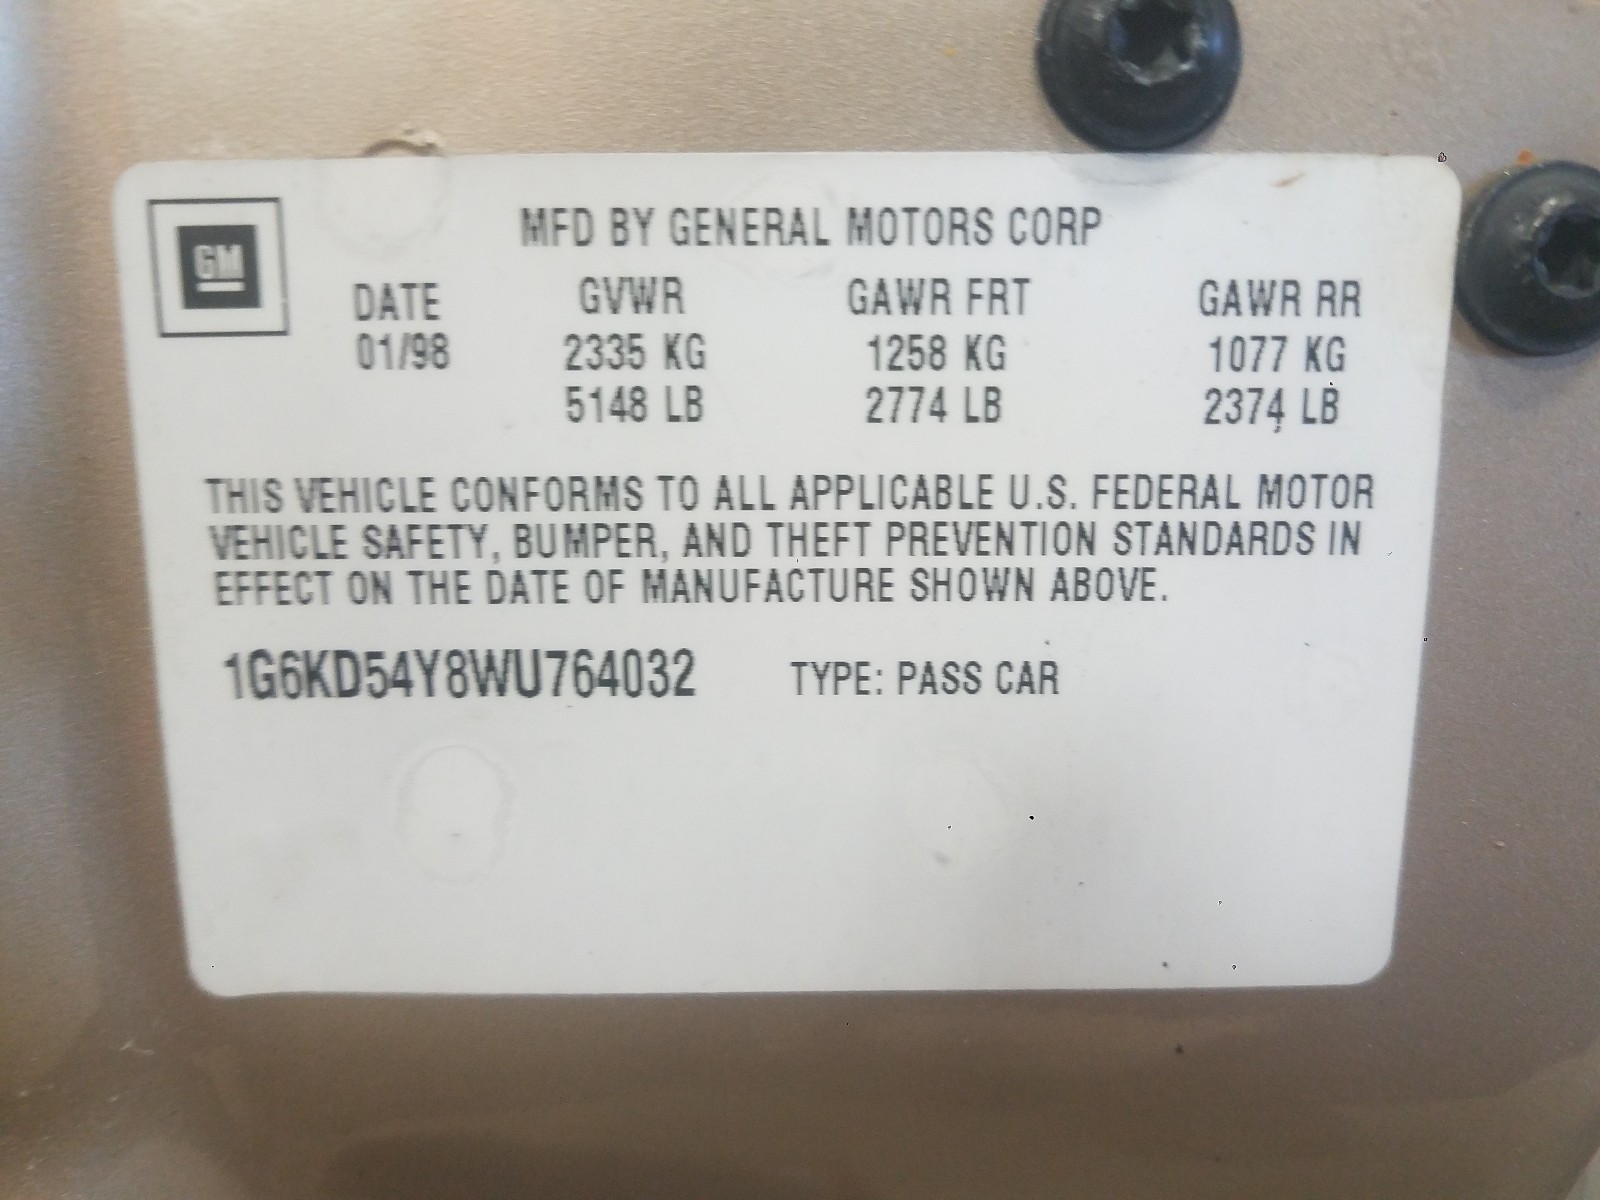 GM
MFD BY GENERAL MOTORS CORP
DATE GVWR GAWR FRT GAWR RR
01/98 2335 KG 1258 KG 1077 KG
5148 LB 2774 LB 2374 LB
THIS VEHICLE CONFORMS TO ALL APPLICABLE U.S. FEDERAL MOTOR
VEHICLE SAFETY, BUMPER, AND THEFT PREVENTION STANDARDS IN
EFFECT ON THE DATE OF MANUFACTURE SHOWN ABOVE.
1G6KD54Y8WU764032 TYPE: PASS CAR